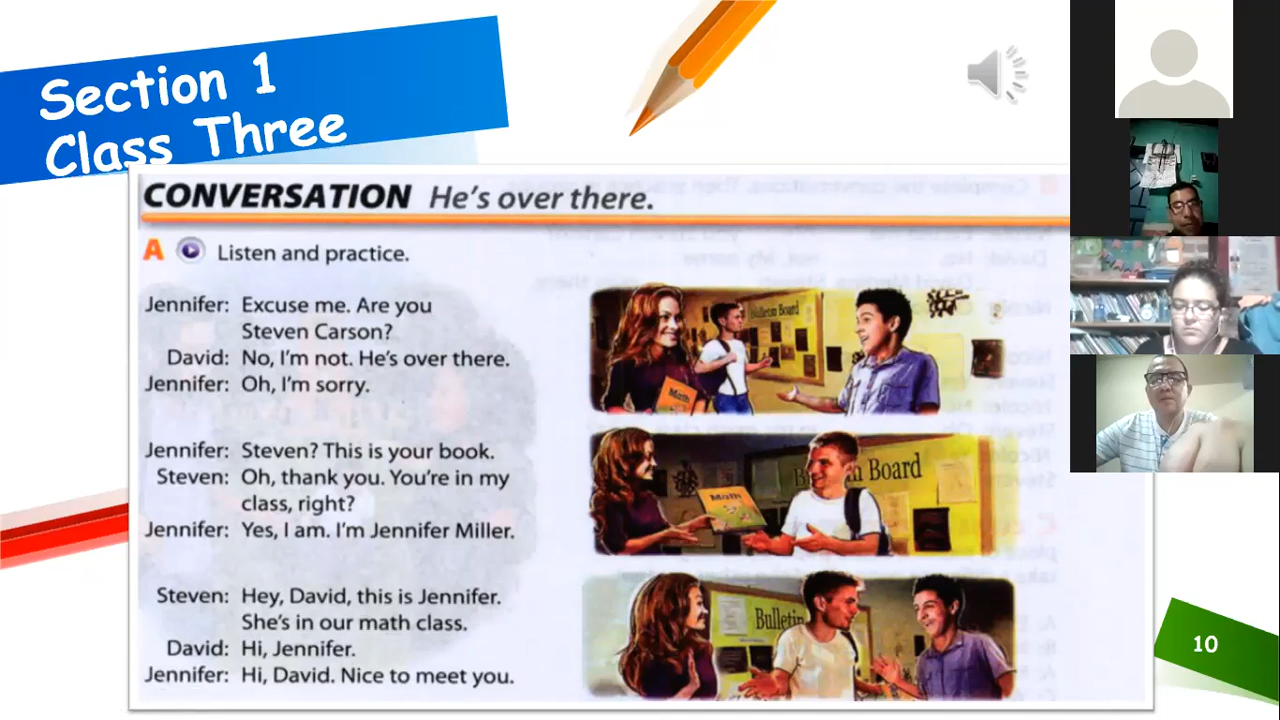 Section 1
Class Three
CONVERSATION He's over there.
A Listen and practice.
Jennifer: Excuse me. Are you
Steven Carson?
David: No, I'm not. He's over there.
Jennifer: Oh, I'm sorry.
Bulletin Board
Math
Jennifer: Steven? This is your book.
Steven: Oh, thank you. You're in my
class, right?
Jennifer: Yes, I am. I'm Jennifer Miller.
Board
Math
Steven: Hey, David, this is Jennifer.
She's in our math class.
David: Hi, Jennifer.
Jennifer: Hi, David. Nice to meet you.
Bulletin
10